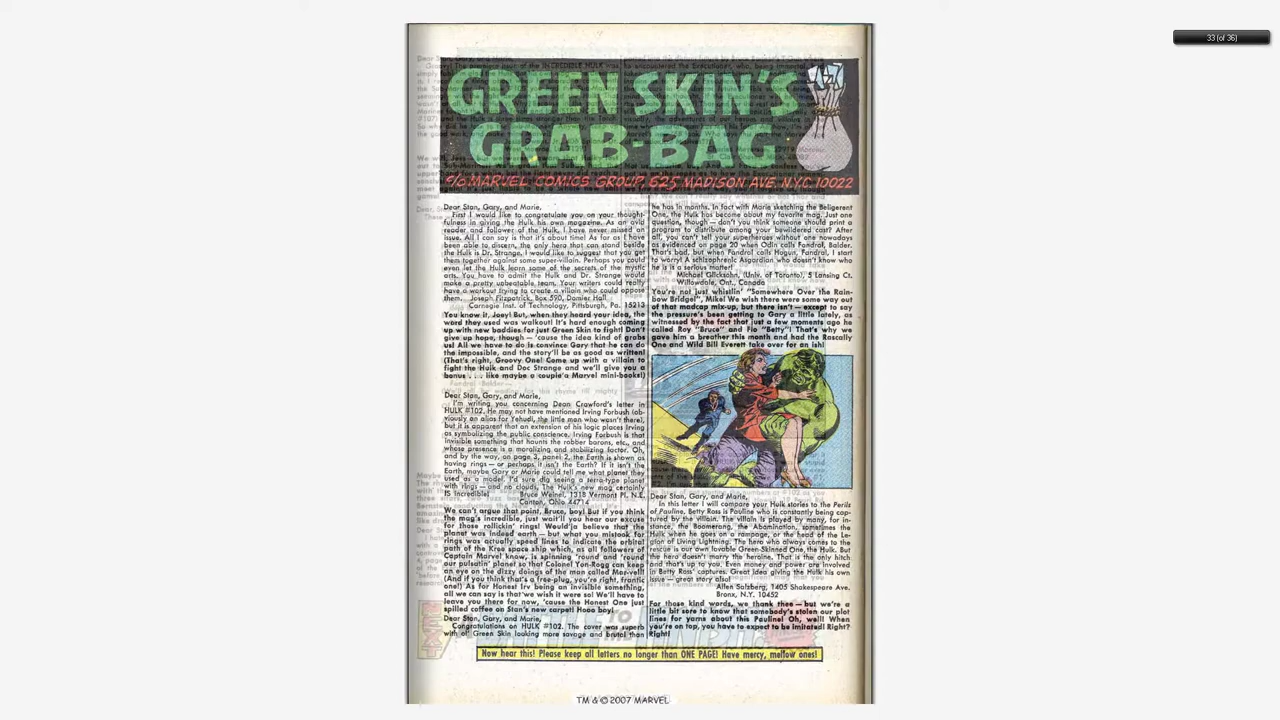 33 (of 36)
GREEN SKIN'S
GRAB-BAG
c/o MARVEL COMICS GROUP 625 MADISON AVE. N.Y.C. 10022
Dear Stan, Gary, and Marie,
First I would like to congratulate you on your thought-
fulness in giving the Hulk his own magazine. As an avid
reader and follower of the Hulk, I have never missed an
issue. All I can say is that it's about time! As far as I have
been able to discern, the only hero that can stand beside
the Hulk is Dr. Strange. I would like to suggest that you get
them together against some super-villain. Perhaps you could
even let the Hulk learn some of the secrets of the mystic
arts. You have to admit the Hulk and Dr. Strange would
make a pretty unbeatable team. Your writers could really
have a workout trying to create a villain who could oppose
them. Joseph Fitzpatrick, Box 590, Donier Hall
Carnegie Inst. of Technology, Pittsburgh, Pa. 15213
You know it, Joey! But, when they heard your idea, the
word they used was walkout! It's hard enough coming
up with new baddies for just Green Skin to fight! Don't
give up hope, though — 'cause the idea kind of grabs
us! All we have to do is convince Gary that he can do
the impossible, and the story'll be as good as written!
(That's right, Groovy One! Come up with a villain to
fight the Hulk and Doc Strange and we'll give you a
bonus . . . like maybe a couple'a Marvel mini-books!)
Dear Stan, Gary, and Marie,
I'm writing you concerning Dean Crawford's letter in
HULK #102. He may not have mentioned Irving Forbush (ob-
viously an alias for Yehudi, the little man who wasn't there),
but it is apparent that an extension of his logic places Irving
as symbolizing the public conscience. Irving Forbush is that
invisible something that haunts the robber barons, etc., and
whose presence is a moralizing and stabilizing factor. Oh,
and by the way, on page 3, panel 2, the Earth is shown as
having rings — or perhaps it isn't the Earth? If it isn't the
Earth, maybe Gary or Marie could tell me what planet they
used as a model. I'd sure dig seeing a terra-type planet
with rings — and no clouds. The Hulk's new mag certainly
IS incredible! Bruce Weinel, 1318 Vermont Pl. N.E.
Canton, Ohio 44714
We can't argue that point, Bruce, boy! But if you think
the mag's incredible, just wait'll you hear our excuse
for those rollickin' rings! Would'ja believe that the
planet was indeed earth — but what you mistook for
rings was actually speed lines to indicate the orbital
path of the Kree space ship which, as all followers of
Captain Marvel know, is spinning 'round and 'round
our pulsatin' planet so that Colonel Yon-Rogg can keep
an eye on the dizzy doings of the man called Mar-vell!
(And if you think that's a free-plug, you're right, frantic
one!) As for Honest Irv being an invisible something,
all we can say is that we wish it were so! We'll have to
leave you there for now, 'cause the Honest One just
spilled coffee on Stan's new carpet! Hooo boy!
Dear Stan, Gary, and Marie,
Congratulations on HULK #102. The cover was superb
with ol' Green Skin looking more savage and brutal than
he has in months. In fact with Marie sketching the Beligerent
One, the Hulk has become about my favorite mag. Just one
question, though — don't you think someone should print a
program to distribute among your bewildered cast? After
all, you can't tell your superheroes without one nowadays
as evidenced on page 20 when Odin calls Fandral, Balder.
That's bad, but when Fandral calls Hogun, Fandral, I start
to worry! A schizophrenic Asgardian who doesn't know who
he is is a serious matter!
Michael Glicksohn, (Univ. of Toronto), 5 Lansing Ct.
Willowdale, Ont., Canada
You're not just whistlin' "Somewhere Over the Rain-
bow Bridge", Mike! We wish there were some way out
of that madcap mix-up, but there isn't — except to say
the pressure's been getting to Gary a little lately, as
witnessed by the fact that just a few moments ago he
called Roy "Bruce" and Flo "Betty"! That's why we
gave him a breather this month and had the Rascally
One and Wild Bill Everett take over for an ish!
Dear Stan, Gary, and Marie,
In this letter I will compare your Hulk stories to the Perils
of Pauline. Betty Ross is Pauline who is constantly being cap-
tured by the villain. The villain is played by many, for in-
stance, the Boomerang, the Abomination, sometimes the
Hulk when he goes on a rampage, or the head of the Le-
gion of Living Lightning. The hero who always comes to the
rescue is our own lovable Green-Skinned One, the Hulk. But
the hero doesn't marry the heroine. That is the only hitch
and that's up to you. Even money and power are involved
in Betty Ross' captures. Great idea giving the Hulk his own
issue — great story also!
Allen Salzberg, 1405 Shakespeare Ave.
Bronx, N.Y. 10452
For those kind words, we thank thee — but we're a
little bit sore to know that somebody's stolen our plot
lines for yarns about this Pauline! Oh, well! When
you're on top, you have to expect to be imitated! Right?
Right!
Now hear this! Please keep all letters no longer than ONE PAGE! Have mercy, mellow ones!
TM & © 2007 MARVEL